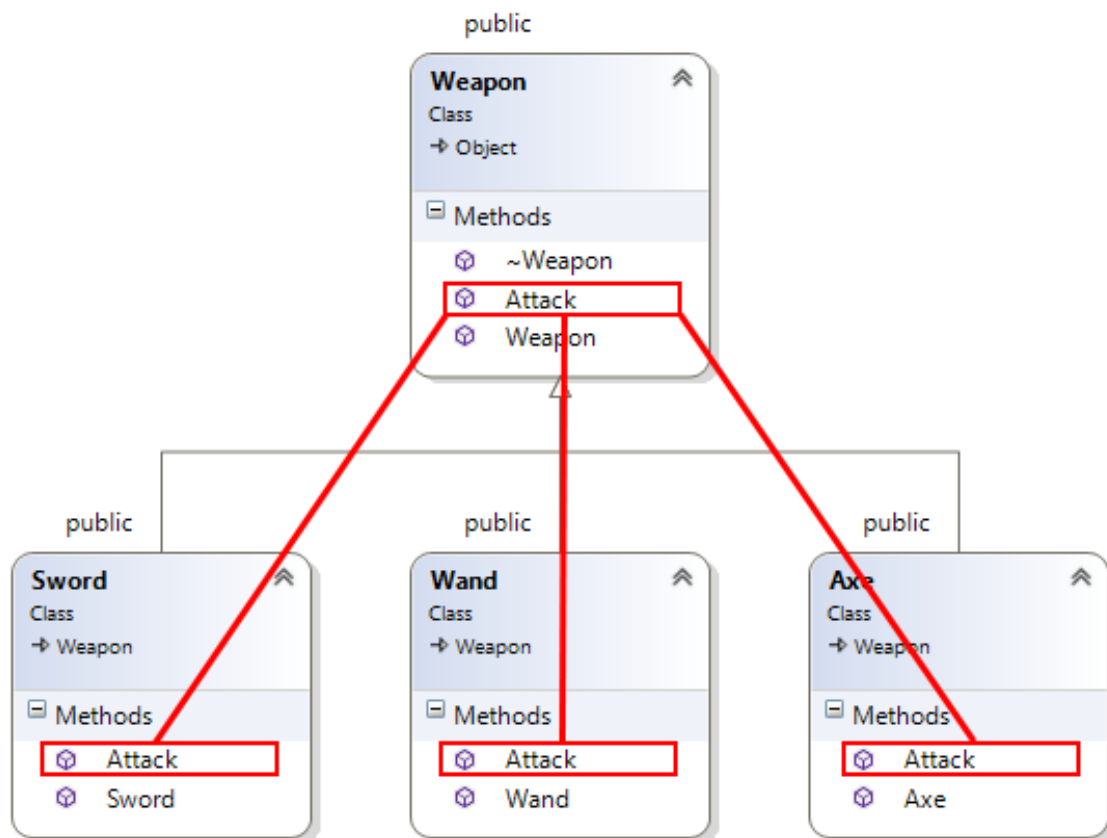 public
Weapon
Class
Object
Methods
~Weapon
Attack
Weapon
public
Sword
Class
Weapon
Methods
Attack
Sword
public
Wand
Class
Weapon
Methods
Attack
Wand
public
Axe
Class
Weapon
Methods
Attack
Axe